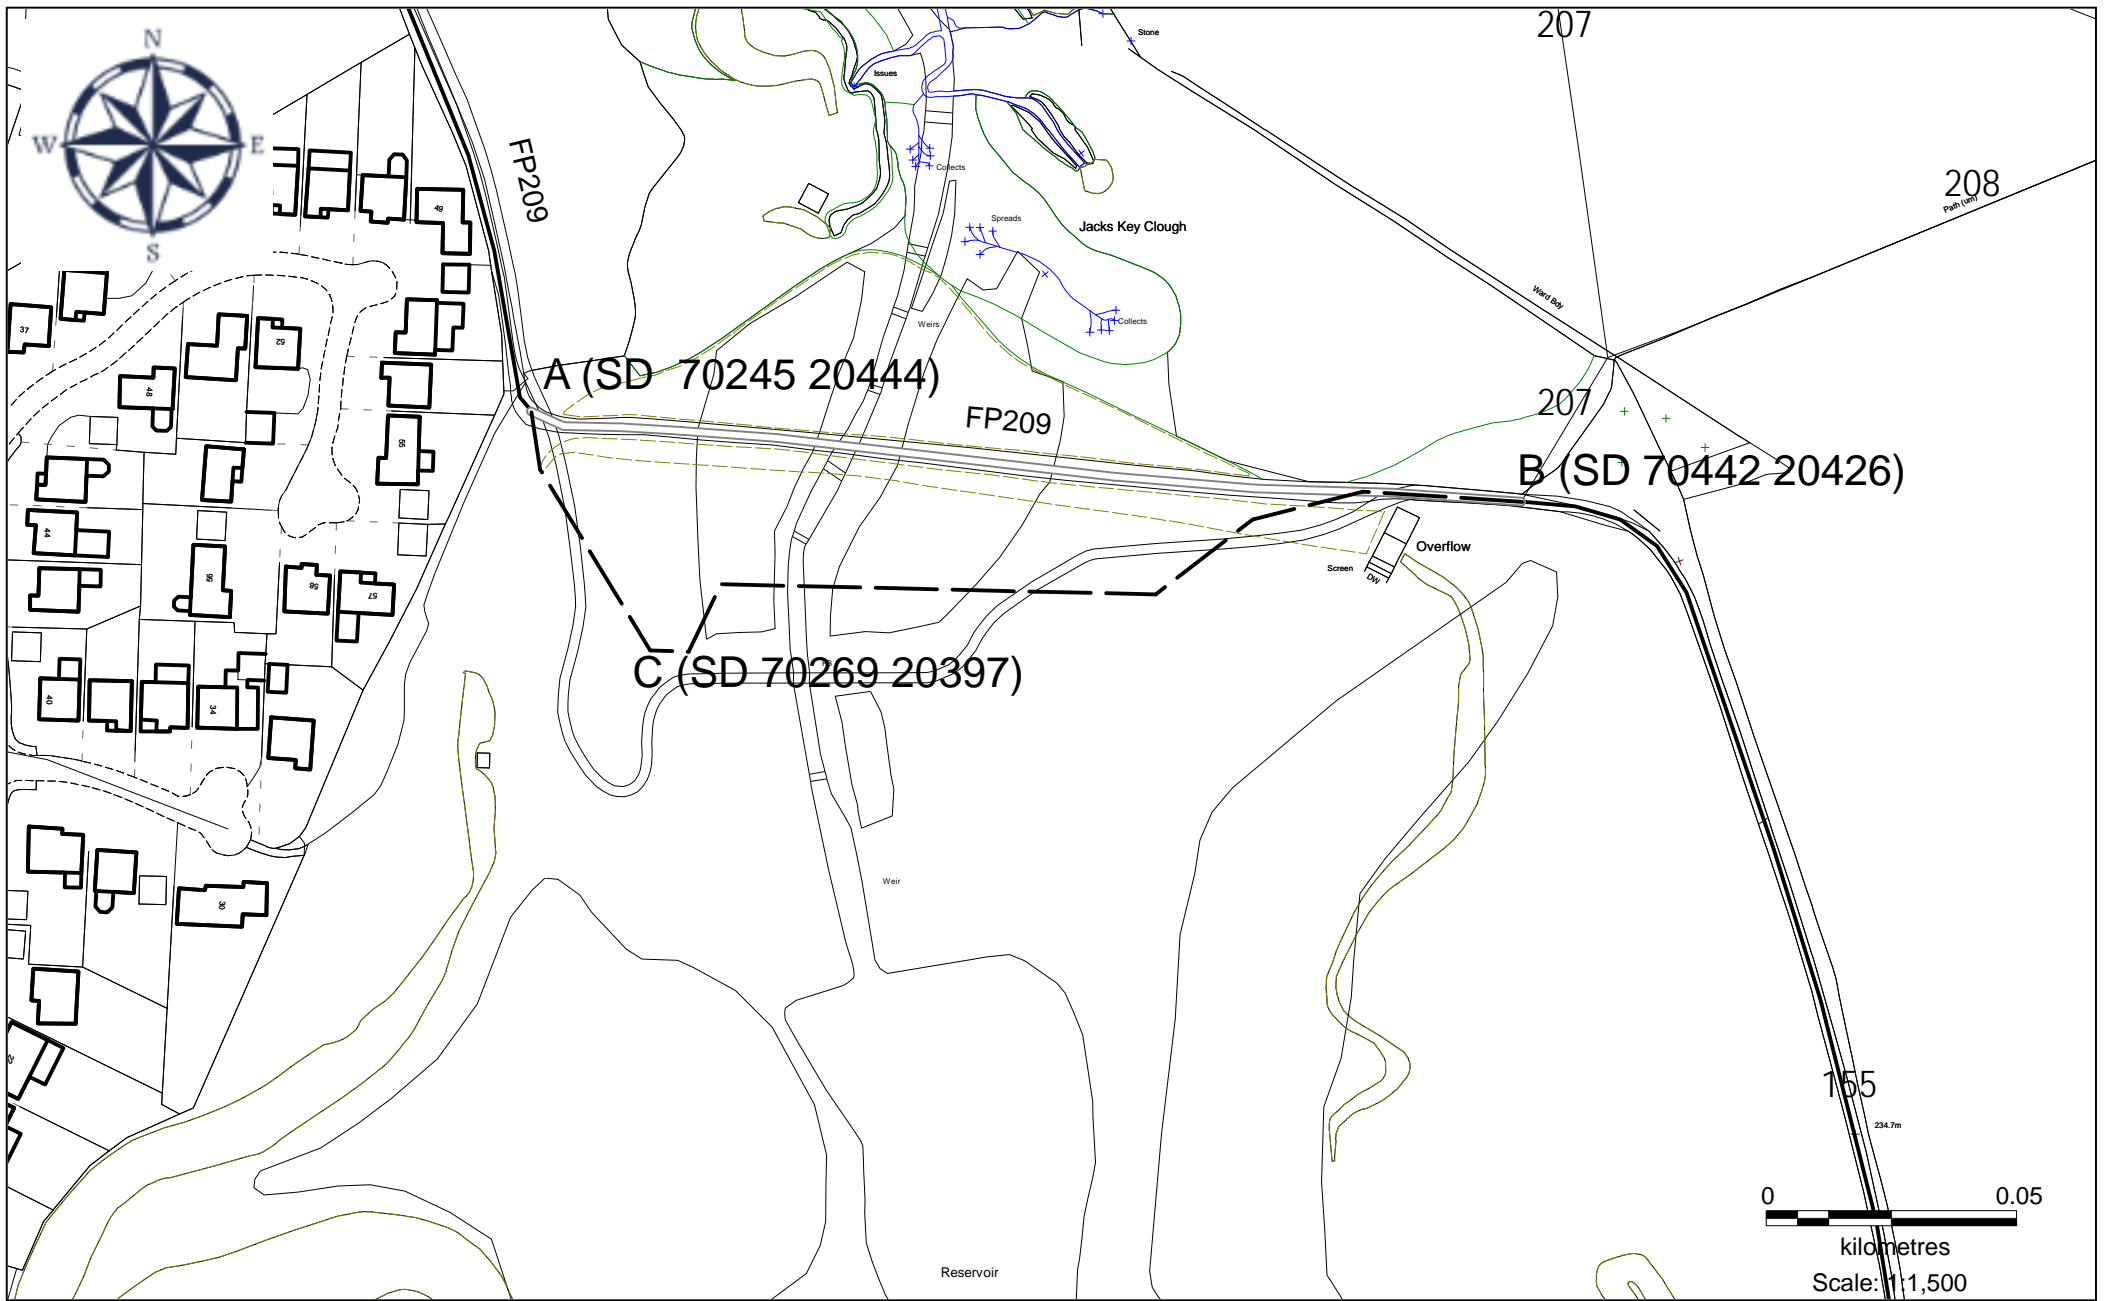 207
Stone
N
Issues
FP209
W
E
Collects
208
Path (um)
49
Spreads
Jacks Key Clough
S
Ward Bdy
Weirs
Collects
37
52
A (SD 70245 20444)
48
207
FP209
55
B (SD 70442 20426)
44
Overflow
Screen
DW
58
57
C (SD 70269 20397)
40
34
Weir
30
155
234.7m
0
0.05
kilometres
Reservoir
Scale: 1:1,500